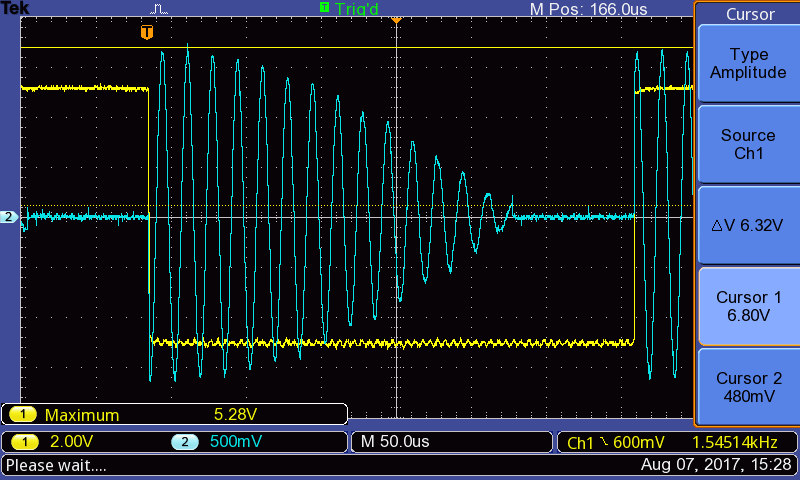 Tek
T Trig'd
M Pos: 166.0us
Cursor
T
Type
Amplitude
Source
Ch1
2
△V 6.32V
Cursor 1
6.80V
Cursor 2
480mV
1 Maximum 5.28V
1 2.00V 2 500mV M 50.0us Ch1 \ 600mV 1.54514kHz
Please wait.... Aug 07, 2017, 15:28